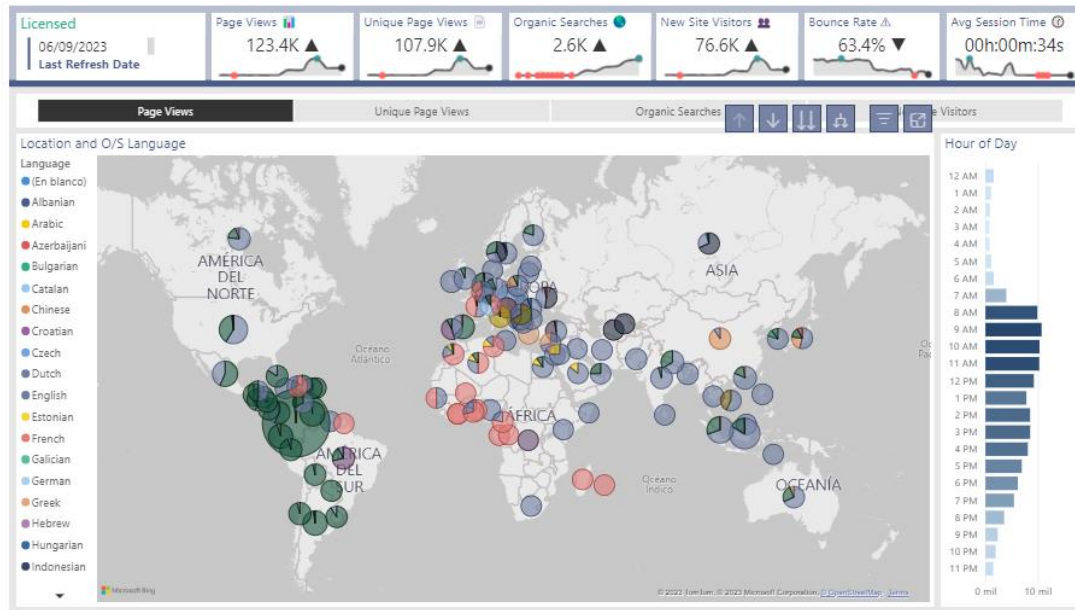 Licensed
06/09/2023
Last Refresh Date
Page Views
123.4K
Unique Page Views
107.9K
Organic Searches
2.6K
New Site Visitors
76.6K
Bounce Rate
63.4%
Avg Session Time
00h:00m:34s
Page Views
Unique Page Views
Organic Searches
Visitors
Location and O/S Language
Language
(En blanco)
Albanian
Arabic
Azerbaijani
Bulgarian
Catalan
Chinese
Croatian
Czech
Dutch
English
Estonian
French
Galician
German
Greek
Hebrew
Hungarian
Indonesian
AMÉRICA
DEL
NORTE
Océano
Atlántico
ASIA
ÁFRICA
AMÉRICA
DEL
SUR
Océano
Índico
OCEANÍA
Microsoft Bing
© 2023 TomTom, © 2023 Microsoft Corporation, © OpenStreetMap Terms
Hour of Day
12 AM
1 AM
2 AM
3 AM
4 AM
5 AM
6 AM
7 AM
8 AM
9 AM
10 AM
11 AM
12 PM
1 PM
2 PM
3 PM
4 PM
5 PM
6 PM
7 PM
8 PM
9 PM
10 PM
11 PM
0 mil
10 mil